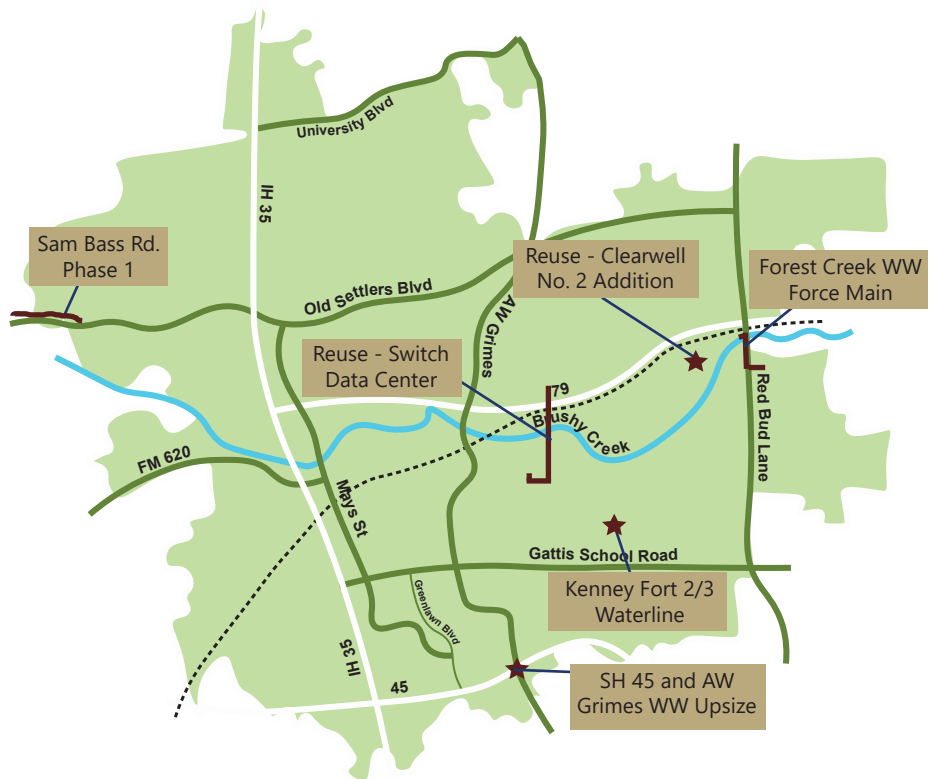 University Blvd
IH 35
Sam Bass Rd.
Phase 1
Old Settlers Blvd
AW Grimes
Reuse - Clearwell
No. 2 Addition
Forest Creek WW
Force Main
Reuse - Switch
Data Center
79
Brushy Creek
Red Bud Lane
FM 620
Mays St
Gattis School Road
Greenlawn Blvd
Kenney Fort 2/3
Waterline
IH 35
45
SH 45 and AW
Grimes WW Upsize